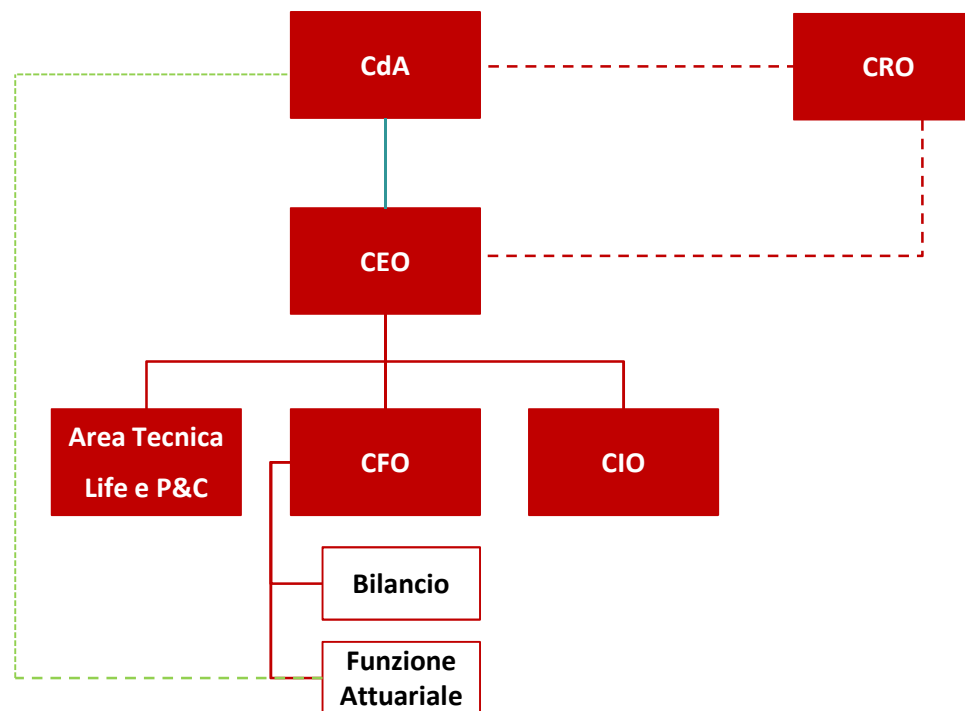 CdA
CRO
CEO
Area Tecnica
Life e P&C
CFO
CIO
Bilancio
Funzione
Attuariale